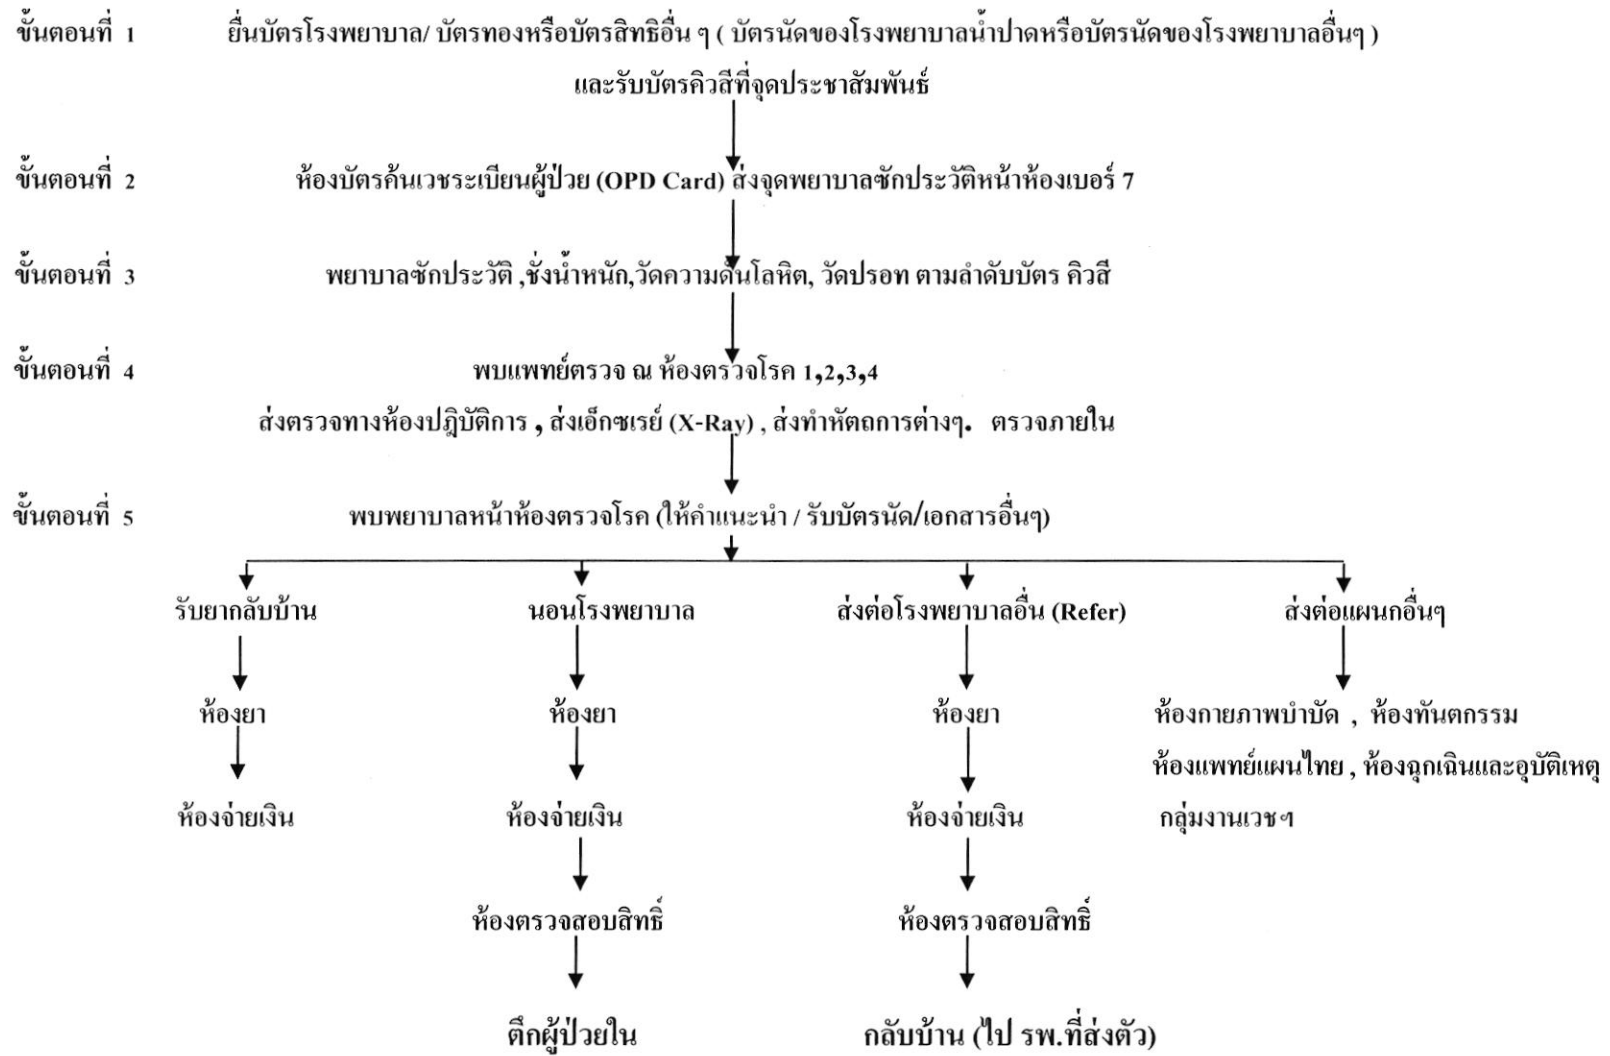 ขั้นตอนที่ 1 ยื่นบัตรโรงพยาบาล/ บัตรทองหรือบัตรสิทธิอื่น ๆ ( บัตรนัดของโรงพยาบาลน้ำปาดหรือบัตรนัดของโรงพยาบาลอื่นๆ )
และรับบัตรคิวสีที่จุดประชาสัมพันธ์
ขั้นตอนที่ 2 ห้องบัตรค้นเวชระเบียนผู้ป่วย (OPD Card) ส่งจุดพยาบาลซักประวัติหน้าห้องเบอร์ 7
ขั้นตอนที่ 3 พยาบาลซักประวัติ ,ชั่งน้ำหนัก,วัดความดันโลหิต, วัดปรอท ตามลำดับบัตร คิวสี
ขั้นตอนที่ 4 พบแพทย์ตรวจ ณ ห้องตรวจโรค 1,2,3,4
ส่งตรวจทางห้องปฎิบัติการ , ส่งเอ็กซเรย์ (X-Ray) , ส่งทำหัตถการต่างๆ. ตรวจภายใน
ขั้นตอนที่ 5 พบพยาบาลหน้าห้องตรวจโรค (ให้คำแนะนำ / รับบัตรนัด/เอกสารอื่นๆ)
รับยากลับบ้าน นอนโรงพยาบาล ส่งต่อโรงพยาบาลอื่น (Refer) ส่งต่อแผนกอื่นๆ
ห้องยา ห้องยา ห้องยา ห้องกายภาพบำบัด , ห้องทันตกรรม
ห้องแพทย์แผนไทย , ห้องฉุกเฉินและอุบัติเหตุ
ห้องจ่ายเงิน ห้องจ่ายเงิน ห้องจ่ายเงิน กลุ่มงานเวชฯ
ห้องตรวจสอบสิทธิ์ ห้องตรวจสอบสิทธิ์
ตึกผู้ป่วยใน กลับบ้าน (ไป รพ.ที่ส่งตัว)